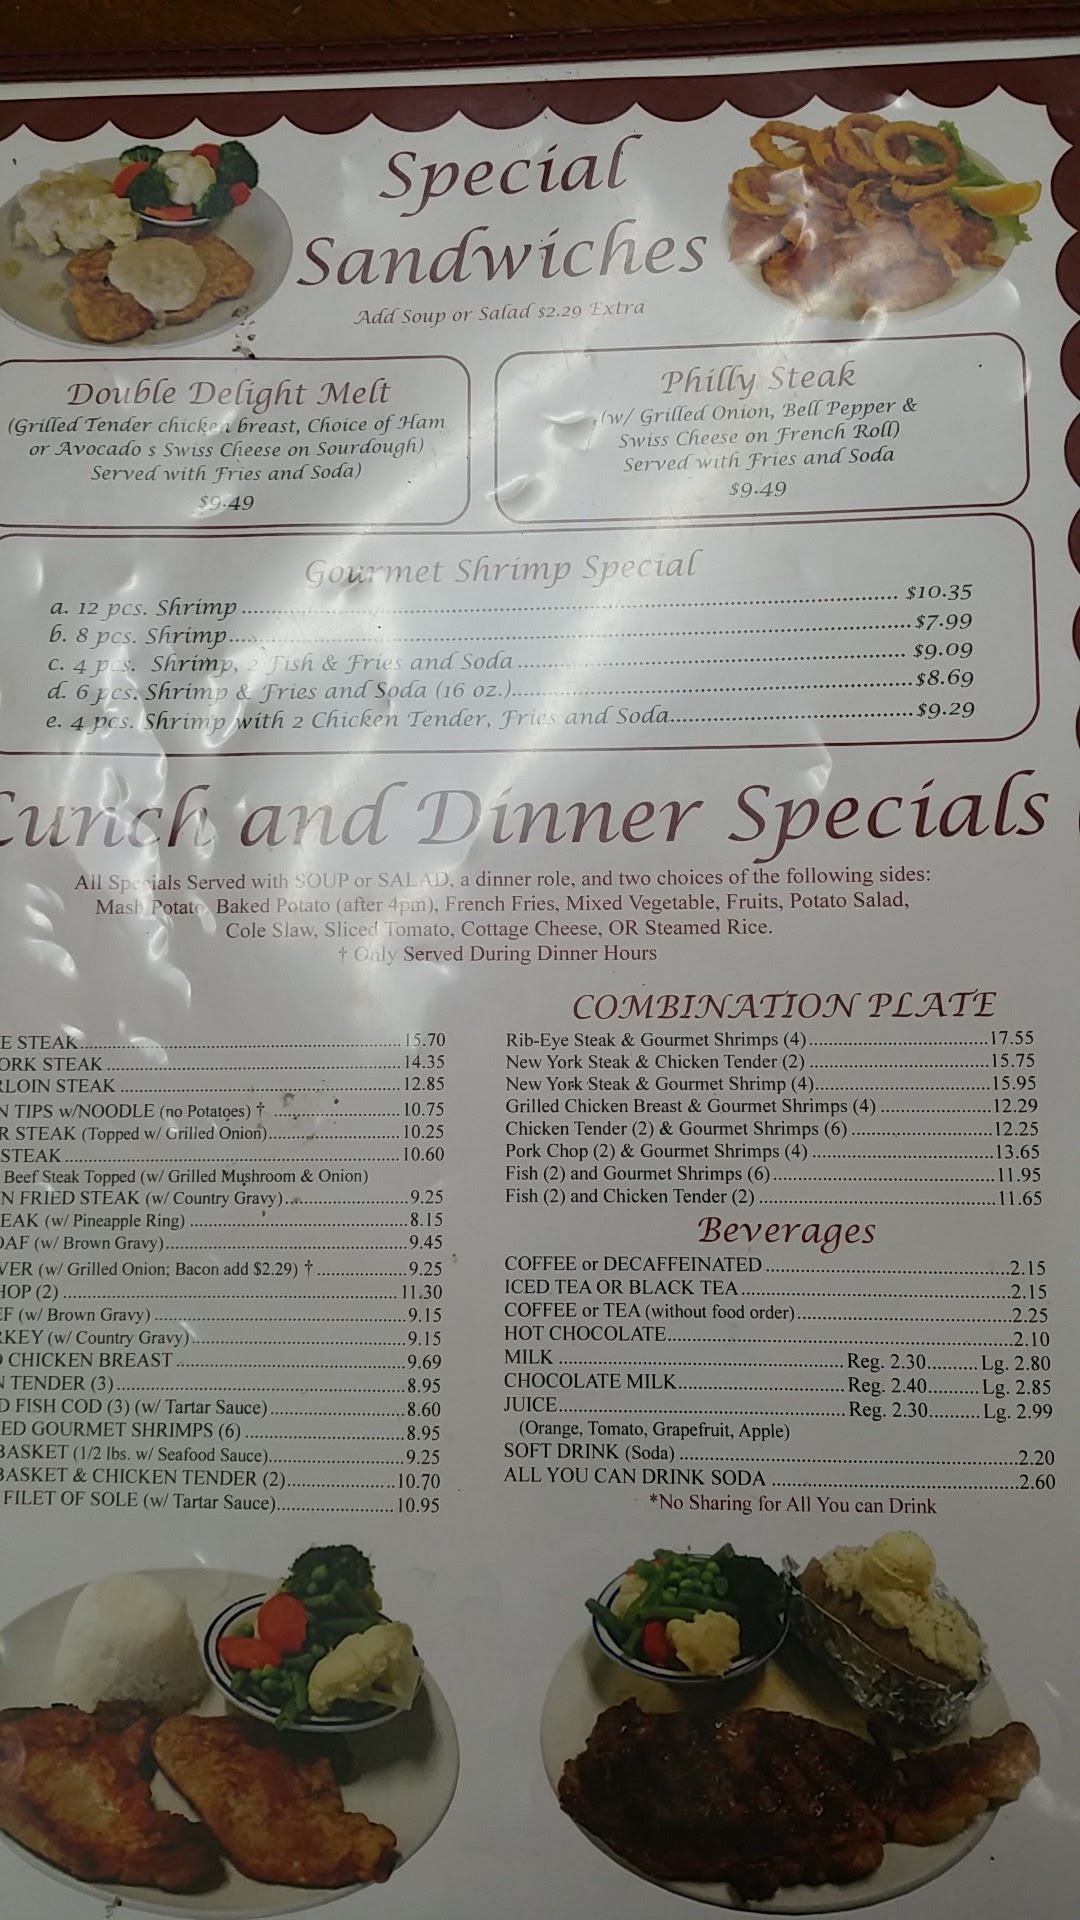 Special
Sandwiches
Add Soup or Salad $2.29 Extra
Double Delight Melt
(Grilled Tender chicken breast, Choice of Ham
or Avocado $ Swiss Cheese on Sourdough)
Served with Fries and Soda)
$9.49
Philly Steak
(w/ Grilled Onion, Bell Pepper &
Swiss Cheese on French Roll)
Served with Fries and Soda
$9.49
Gourmet Shrimp Special
a. 12 pcs. Shrimp $10.35
b. 8 pcs. Shrimp $7.99
c. 4 pcs. Shrimp, 2 Fish & Fries and Soda $9.09
d. 6 pcs. Shrimp & Fries and Soda (16 oz.) $8.69
e. 4 pcs. Shrimp with 2 Chicken Tender, Fries and Soda $9.29
Lunch and Dinner Specials
All Specials Served with SOUP or SALAD, a dinner role, and two choices of the following sides:
Mash Potato, Baked Potato (after 4pm), French Fries, Mixed Vegetable, Fruits, Potato Salad,
Cole Slaw, Sliced Tomato, Cottage Cheese, OR Steamed Rice.
† Only Served During Dinner Hours
E STEAK 15.70
ORK STEAK 14.35
RLOIN STEAK 12.85
N TIPS w/NOODLE (no Potatoes) † 10.75
R STEAK (Topped w/ Grilled Onion) 10.25
STEAK 10.60
Beef Steak Topped (w/ Grilled Mushroom & Onion)
N FRIED STEAK (w/ Country Gravy) 9.25
EAK (w/ Pineapple Ring) 8.15
OAF (w/ Brown Gravy) 9.45
VER (w/ Grilled Onion; Bacon add $2.29) † 9.25
HOP (2) 11.30
EF (w/ Brown Gravy) 9.15
RKEY (w/ Country Gravy) 9.15
D CHICKEN BREAST 9.69
N TENDER (3) 8.95
D FISH COD (3) (w/ Tartar Sauce) 8.60
ED GOURMET SHRIMPS (6) 8.95
BASKET (1/2 lbs. w/ Seafood Sauce) 9.25
BASKET & CHICKEN TENDER (2) 10.70
FILET OF SOLE (w/ Tartar Sauce) 10.95
COMBINATION PLATE
Rib-Eye Steak & Gourmet Shrimps (4) 17.55
New York Steak & Chicken Tender (2) 15.75
New York Steak & Gourmet Shrimp (4) 15.95
Grilled Chicken Breast & Gourmet Shrimps (4) 12.29
Chicken Tender (2) & Gourmet Shrimps (6) 12.25
Pork Chop (2) & Gourmet Shrimps (4) 13.65
Fish (2) and Gourmet Shrimps (6) 11.95
Fish (2) and Chicken Tender (2) 11.65
Beverages
COFFEE or DECAFFEINATED 2.15
ICED TEA OR BLACK TEA 2.15
COFFEE or TEA (without food order) 2.25
HOT CHOCOLATE 2.10
MILK Reg. 2.30 Lg. 2.80
CHOCOLATE MILK Reg. 2.40 Lg. 2.85
JUICE Reg. 2.30 Lg. 2.99
(Orange, Tomato, Grapefruit, Apple)
SOFT DRINK (Soda) 2.20
ALL YOU CAN DRINK SODA 2.60
*No Sharing for All You can Drink